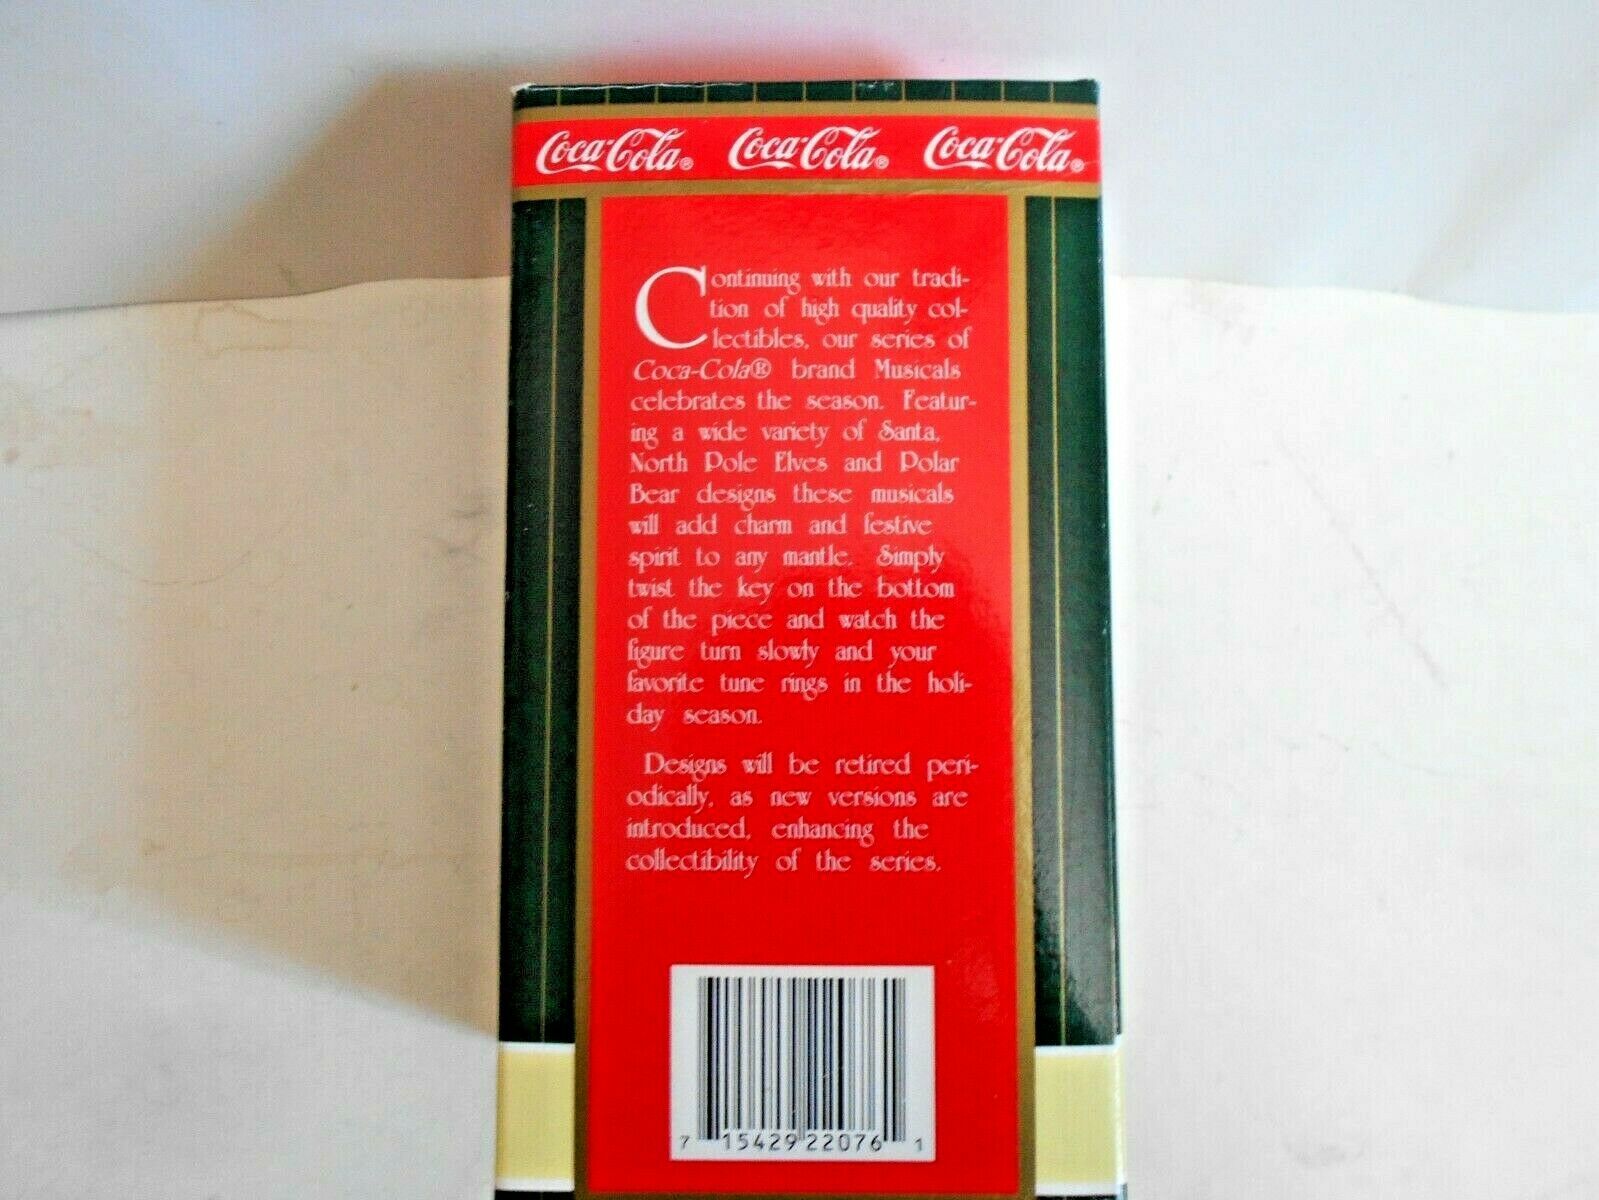 Coca-Cola® Coca-Cola® Coca-Cola®
Continuing with our tradi-
tion of high quality col-
lectibles, our series of
Coca-Cola® brand Musicals
celebrates the season. Featur-
ing a wide variety of Santa,
North Pole Elves and Polar
Bear designs these musicals
will add charm and festive
spirit to any mantle. Simply
twist the key on the bottom
of the piece and watch the
figure turn slowly and your
favorite tune rings in the holi-
day season.
Designs will be retired peri-
odically, as new versions are
introduced, enhancing the
collectibility of the series.
7 15429 22076 1